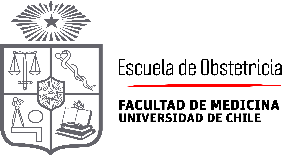 Escuela de Obstetricia
FACULTAD DE MEDICINA
UNIVERSIDAD DE CHILE